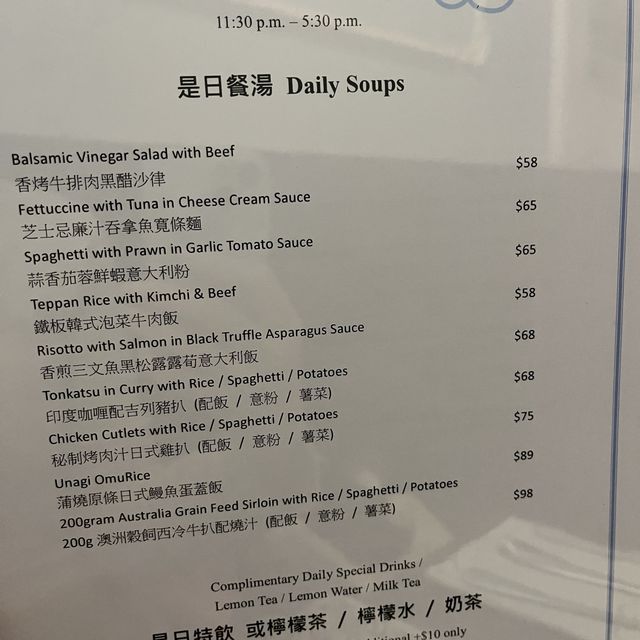 11:30 p.m. – 5:30 p.m.
是日餐湯 Daily Soups
Balsamic Vinegar Salad with Beef $58
香烤牛排肉黑醋沙律
Fettuccine with Tuna in Cheese Cream Sauce $65
芝士忌廉汁吞拿魚寬條麵
Spaghetti with Prawn in Garlic Tomato Sauce $65
蒜香茄蓉鮮蝦意大利粉
Teppan Rice with Kimchi & Beef $58
鐵板韓式泡菜牛肉飯
Risotto with Salmon in Black Truffle Asparagus Sauce $68
香煎三文魚黑松露露荀意大利飯
Tonkatsu in Curry with Rice / Spaghetti / Potatoes $68
印度咖喱配吉列豬扒 (配飯 / 意粉 / 薯菜)
Chicken Cutlets with Rice / Spaghetti / Potatoes $75
秘制烤肉汁日式雞扒 (配飯 / 意粉 / 薯菜)
Unagi OmuRice $89
蒲燒原條日式鰻魚蛋蓋飯
200gram Australia Grain Feed Sirloin with Rice / Spaghetti / Potatoes $98
200g 澳洲穀飼西冷牛扒配燒汁 (配飯 / 意粉 / 薯菜)
Complimentary Daily Special Drinks /
Lemon Tea / Lemon Water / Milk Tea
是日特飲 或檸檬茶 / 檸檬水 / 奶茶
+$10 only